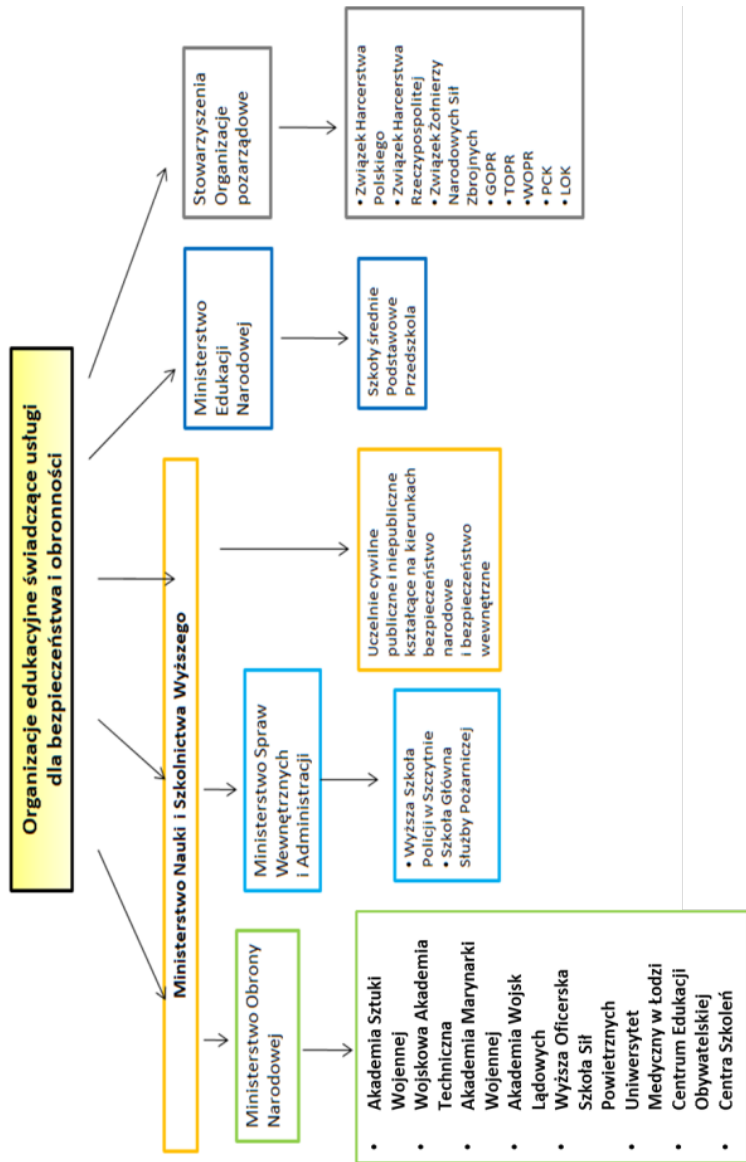 Organizacje edukacyjne świadczące usługi
dla bezpieczeństwa i obronności
Ministerstwo Nauki i Szkolnictwa Wyższego
Ministerstwo Obrony
Narodowej
• Akademia Sztuki
Wojennej
• Wojskowa Akademia
Techniczna
• Akademia Marynarki
Wojennej
• Akademia Wojsk
Lądowych
• Wyższa Oficerska
Szkoła Sił
Powietrznych
• Uniwersytet
Medyczny w Łodzi
• Centrum Edukacji
Obywatelskiej
• Centra Szkoleń
Ministerstwo Spraw
Wewnętrznych
i Administracji
• Wyższa Szkoła
Policji w Szczytnie
• Szkoła Główna
Służby Pożarniczej
Uczelnie cywilne
publiczne i niepubliczne
kształcące na kierunkach
bezpieczeństwo
narodowe
i bezpieczeństwo
wewnętrzne
Ministerstwo
Edukacji
Narodowej
Szkoły średnie
Podstawowe
Przedszkola
Stowarzyszenia
Organizacje
pozarządowe
• Związek Harcerstwa
Polskiego
• Związek Harcerstwa
Rzeczypospolitej
• Związek Żołnierzy
Narodowych Sił
Zbrojnych
• GOPR
• TOPR
• WOPR
• PCK
• LOK